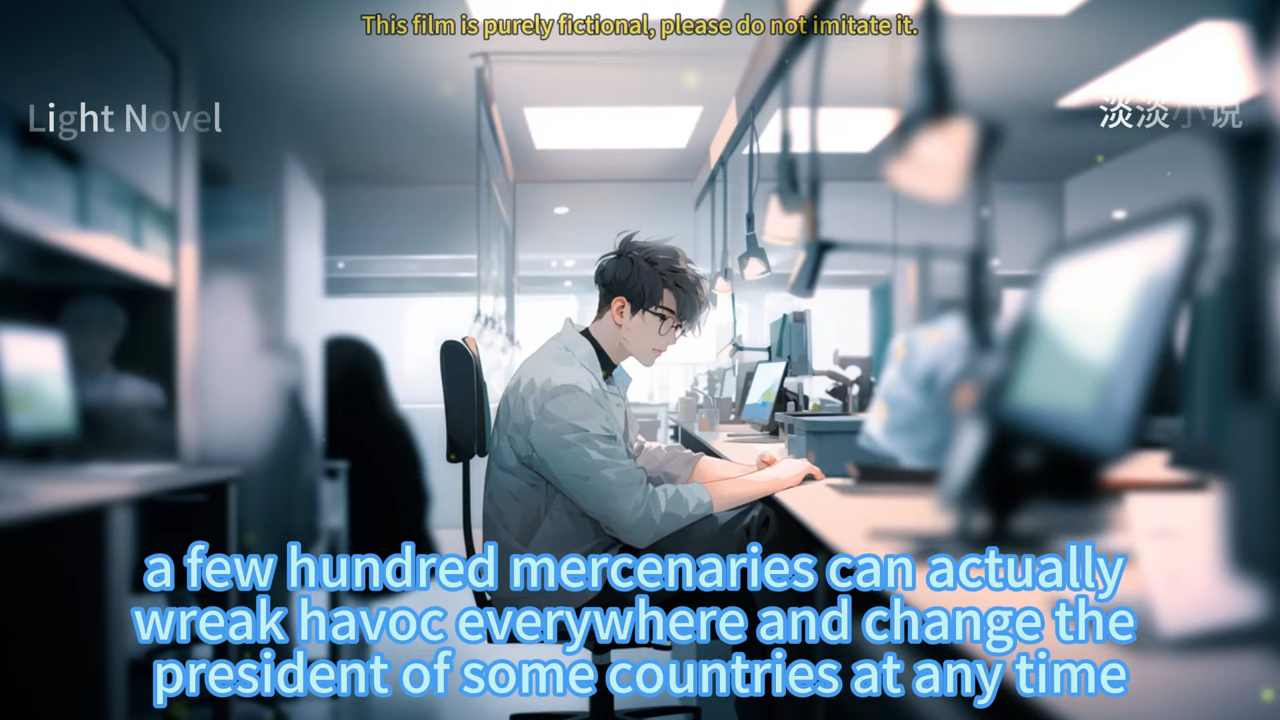 This film is purely fictional, please do not imitate it.
Light Novel
淡淡小说
a few hundred mercenaries can actually
wreak havoc everywhere and change the
president of some countries at any time